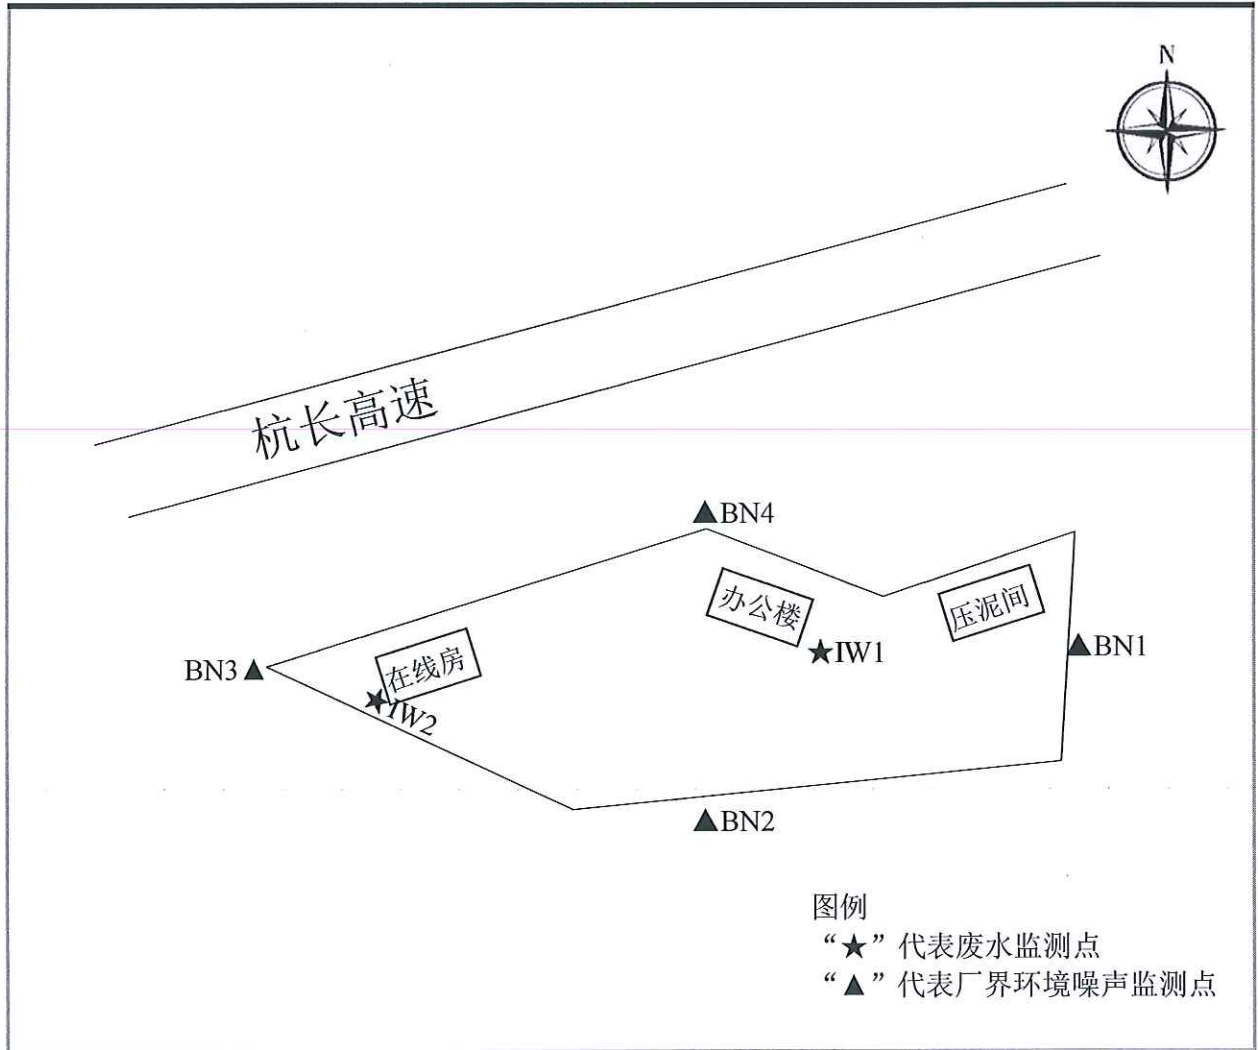 N
杭长高速
▲BN4
办公楼
压泥间
★IW1
▲BN1
BN3▲
在线房
★IW2
▲BN2
图例
“★”代表废水监测点
“▲”代表厂界环境噪声监测点